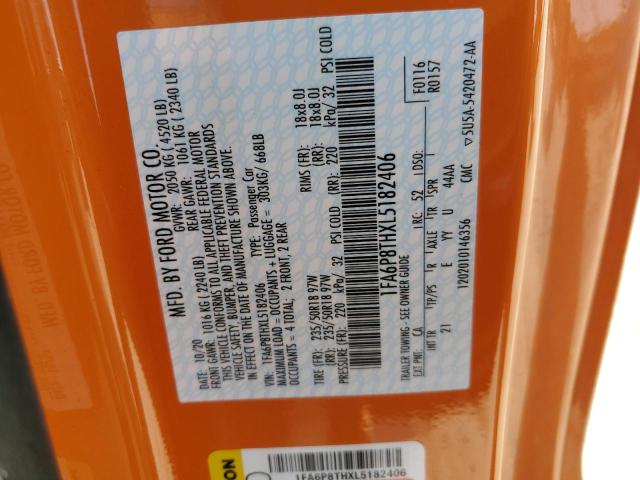 MFD. BY FORD MOTOR CO.
DATE: 10/20 GVWR: 2050 KG ( 4520 LB)
FRONT GAWR: 1016 KG ( 2240 LB) REAR GAWR: 1061 KG ( 2340 LB)
THIS VEHICLE CONFORMS TO ALL APPLICABLE FEDERAL MOTOR
VEHICLE SAFETY, BUMPER, AND THEFT PREVENTION STANDARDS
IN EFFECT ON THE DATE OF MANUFACTURE SHOWN ABOVE.
VIN: 1FA6P8THXL5182406 TYPE: Passenger Car
MAXIMUM LOAD = OCCUPANTS + LUGGAGE = 303KG/ 668LB
OCCUPANTS = 4 TOTAL; 2 FRONT, 2 REAR
TIRE (FR): 235/50R18 97W RIMS (FR): 18x8.0J
(RR): 235/50R18 97W (RR): 18x8.0J
(FR): 220 kPa/ 32 PSI COLD (RR): 220 kPa/ 32 PSI COLD
1FA6P8THXL5182406
TRAILER TOWING - SEE OWNER GUIDE
F0116
R0157
EXT PNT: CA IRC: 52 DSO:
INT TR TP/PS R AXLE TR SPR
21 E YY U 44AA
120201014​6356 CMC ▽5U5A-5420472-AA
1FA6P8THXL5182406